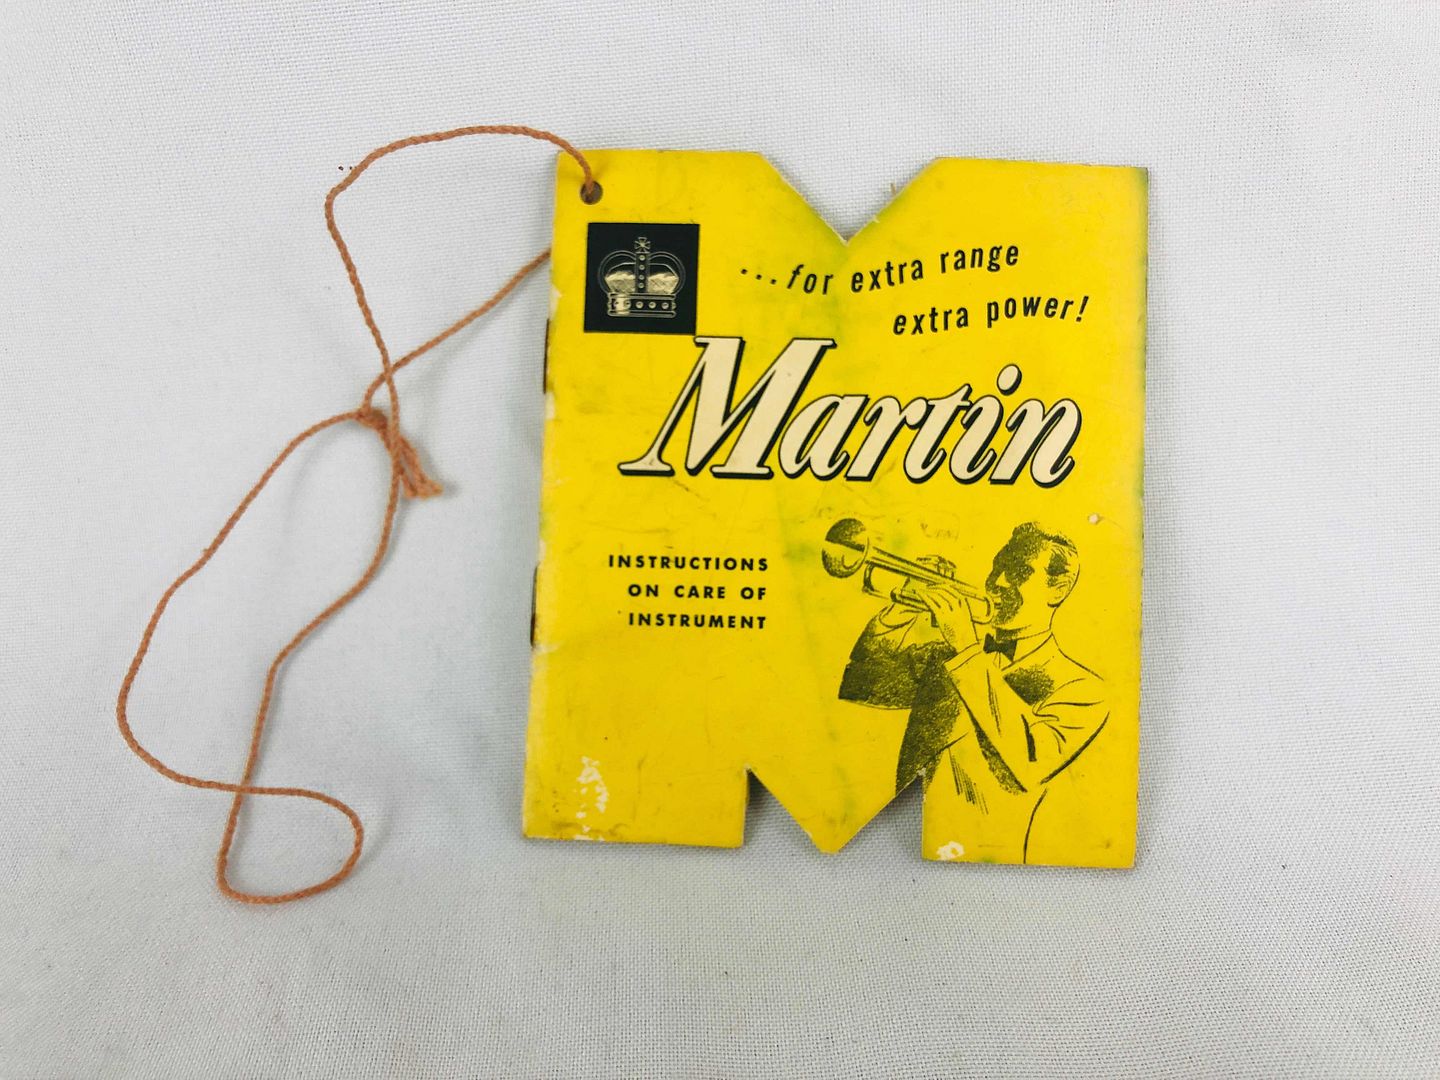 ...for extra range
extra power!
Martin
INSTRUCTIONS
ON CARE OF
INSTRUMENT